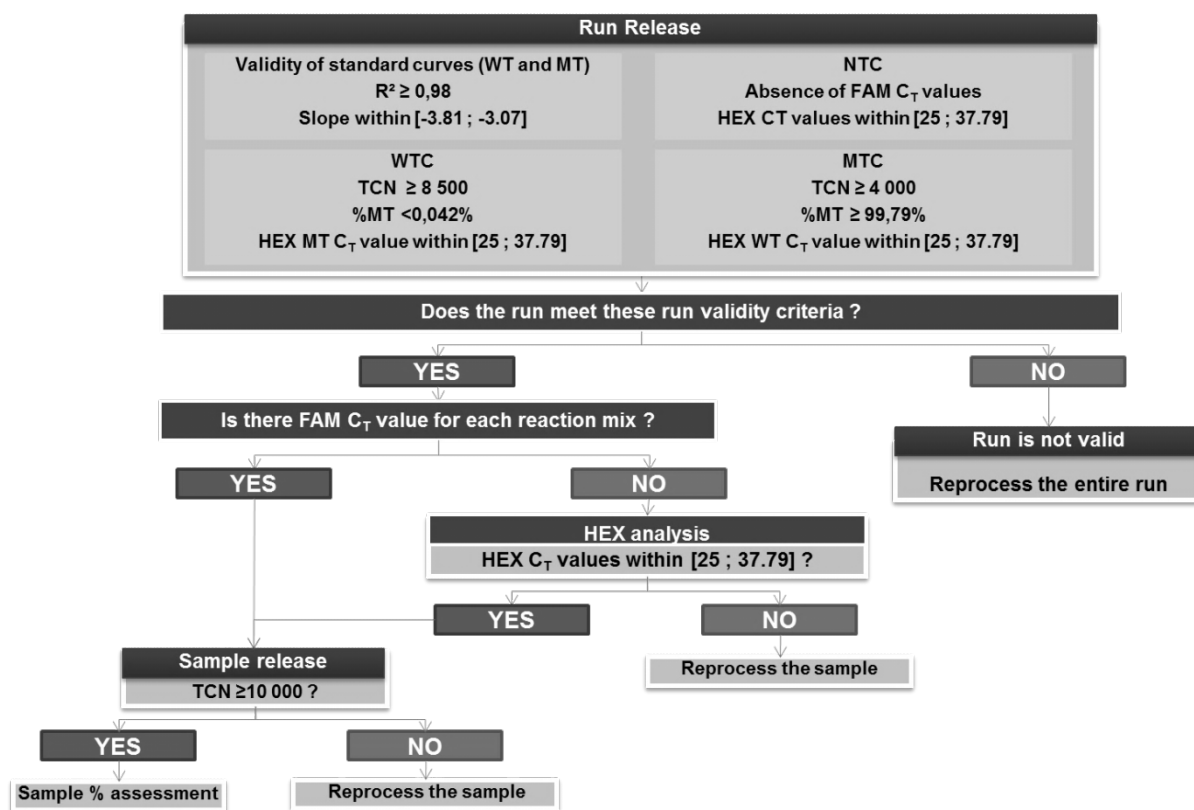 Run Release
Validity of standard curves (WT and MT)
R² ≥ 0,98
Slope within [-3.81 ; -3.07]
NTC
Absence of FAM C_T values
HEX CT values within [25 ; 37.79]
WTC
TCN ≥ 8 500
%MT <0,042%
HEX MT C_T value within [25 ; 37.79]
MTC
TCN ≥ 4 000
%MT ≥ 99,79%
HEX WT C_T value within [25 ; 37.79]
Does the run meet these run validity criteria ?
YES
NO
Is there FAM C_T value for each reaction mix ?
Run is not valid
Reprocess the entire run
YES
NO
HEX analysis
HEX C_T values within [25 ; 37.79] ?
YES
NO
Sample release
TCN ≥10 000 ?
Reprocess the sample
YES
NO
Sample % assessment
Reprocess the sample